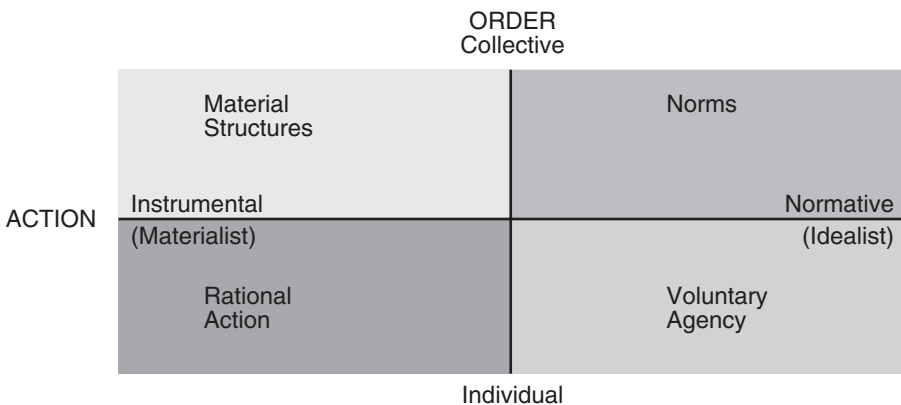 ORDER
Collective
Material
Structures
Norms
ACTION
Instrumental
Normative
(Materialist)
(Idealist)
Rational
Action
Voluntary
Agency
Individual